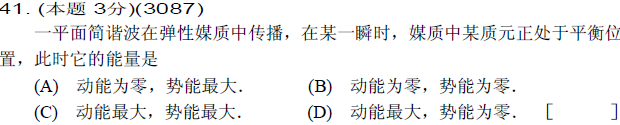 41. (本题 3分)(3087)
一平面简谐波在弹性媒质中传播，在某一瞬时，媒质中某质元正处于平衡位
置，此时它的能量是
(A) 动能为零，势能最大． (B) 动能为零，势能为零．
(C) 动能最大，势能最大． (D) 动能最大，势能为零． [ ]